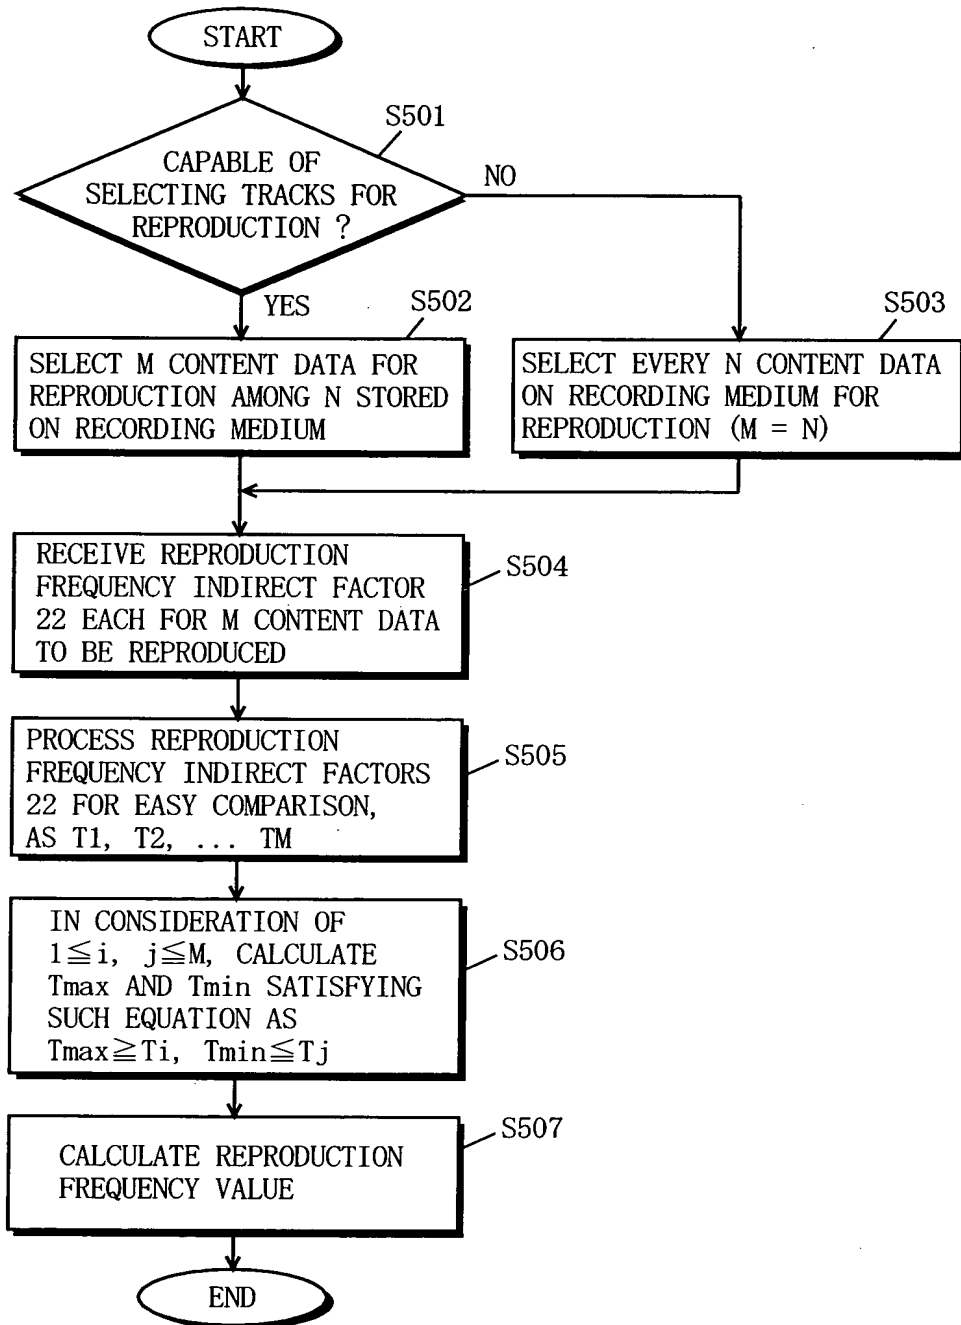 START
S501
CAPABLE OF
SELECTING TRACKS FOR
REPRODUCTION ?
NO
YES
S502
SELECT M CONTENT DATA FOR
REPRODUCTION AMONG N STORED
ON RECORDING MEDIUM
S503
SELECT EVERY N CONTENT DATA
ON RECORDING MEDIUM FOR
REPRODUCTION (M = N)
RECEIVE REPRODUCTION
FREQUENCY INDIRECT FACTOR
22 EACH FOR M CONTENT DATA
TO BE REPRODUCED
S504
PROCESS REPRODUCTION
FREQUENCY INDIRECT FACTORS
22 FOR EASY COMPARISON,
AS T1, T2, ... TM
S505
IN CONSIDERATION OF
1≦i, j≦M, CALCULATE
Tmax AND Tmin SATISFYING
SUCH EQUATION AS
Tmax≧Ti, Tmin≦Tj
S506
CALCULATE REPRODUCTION
FREQUENCY VALUE
S507
END